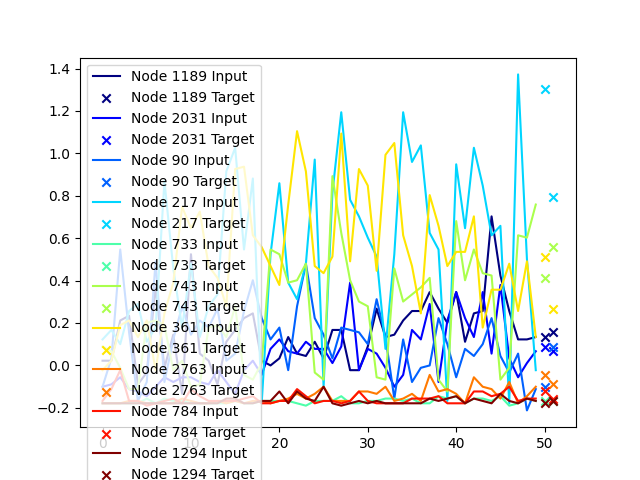 1.4
1.2
1.0
0.8
0.6
0.4
0.2
0.0
−0.2
0
10
20
30
40
50
Node 1189 Input
Node 1189 Target
Node 2031 Input
Node 2031 Target
Node 90 Input
Node 90 Target
Node 217 Input
Node 217 Target
Node 733 Input
Node 733 Target
Node 743 Input
Node 743 Target
Node 361 Input
Node 361 Target
Node 2763 Input
Node 2763 Target
Node 784 Input
Node 784 Target
Node 1294 Input
Node 1294 Target